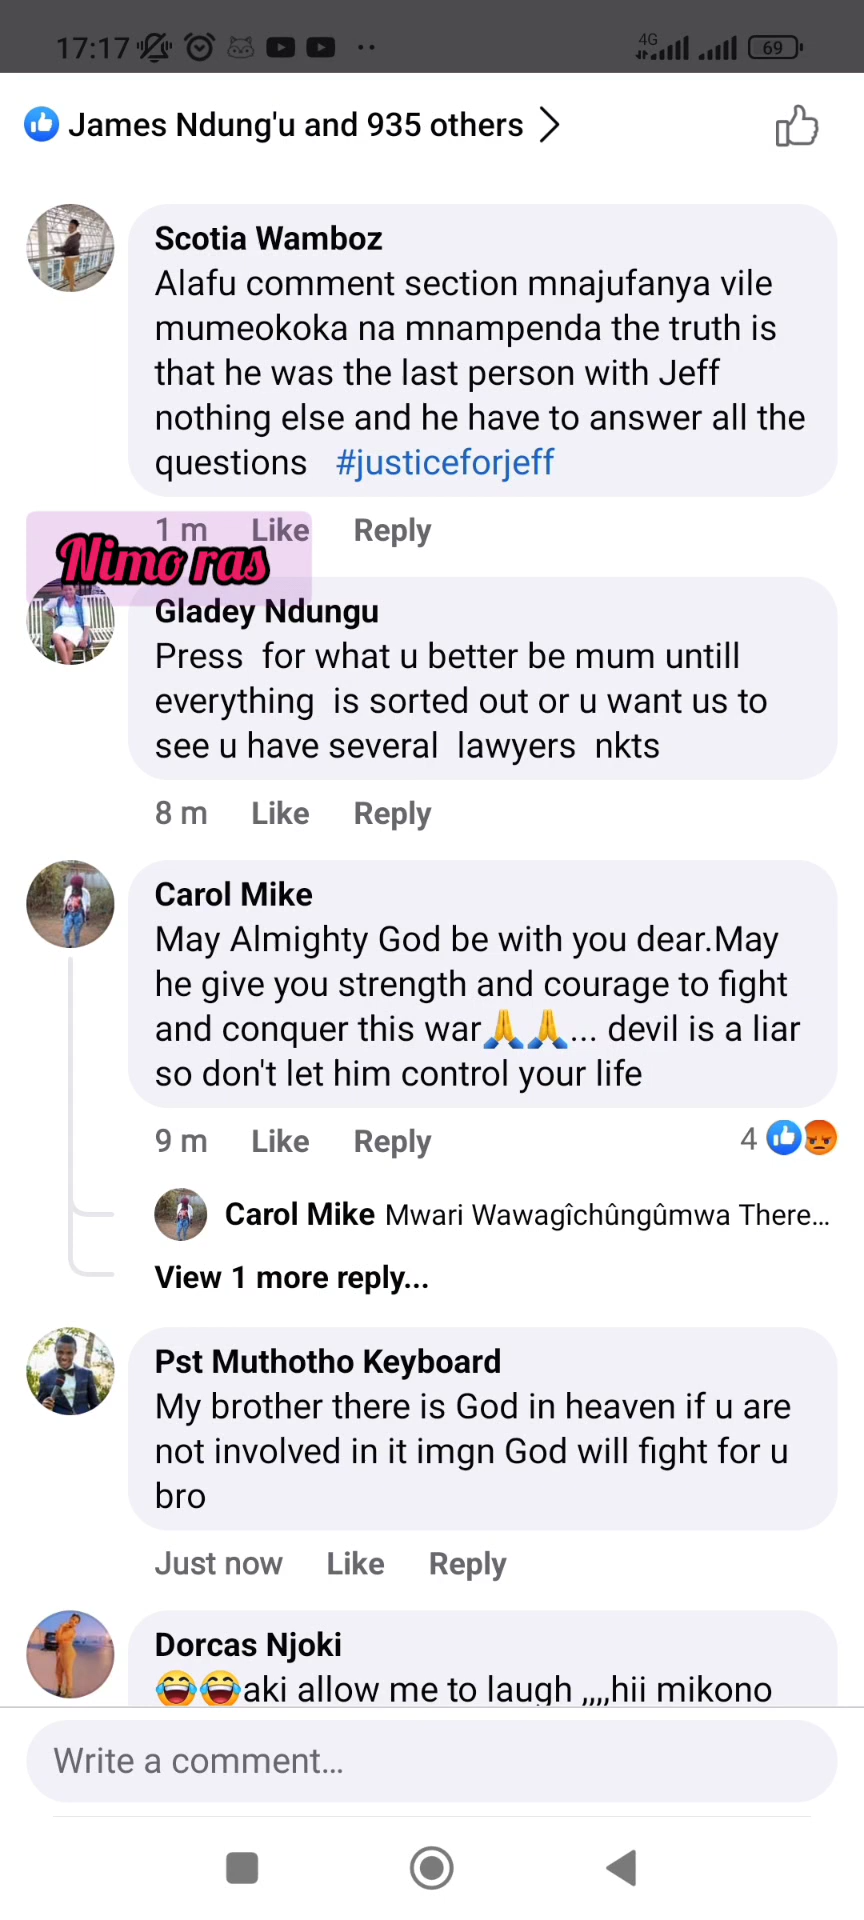 17:17
4G
69
James Ndung'u and 935 others
Scotia Wamboz
Alafu comment section mnajufanya vile
mumeokoka na mnampenda the truth is
that he was the last person with Jeff
nothing else and he have to answer all the
questions #justiceforjeff
1 m Like Reply
Nimo ras
Gladey Ndungu
Press for what u better be mum untill
everything is sorted out or u want us to
see u have several lawyers nkts
8 m Like Reply
Carol Mike
May Almighty God be with you dear.May
he give you strength and courage to fight
and conquer this war🙏🙏... devil is a liar
so don't let him control your life
9 m Like Reply 4
Carol Mike Mwari Wawagîchûngûmwa There...
View 1 more reply...
Pst Muthotho Keyboard
My brother there is God in heaven if u are
not involved in it imgn God will fight for u
bro
Just now Like Reply
Dorcas Njoki
😂😂aki allow me to laugh ,,,,hii mikono
Write a comment...